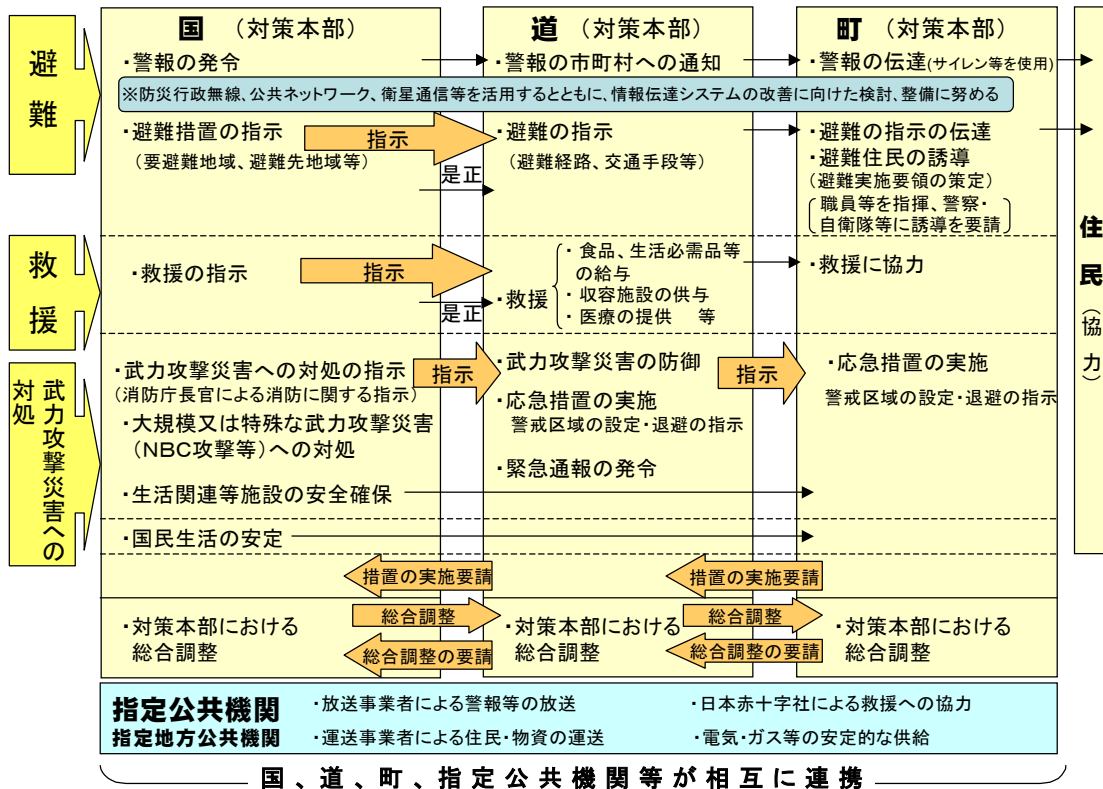 避難
国（対策本部）
道（対策本部）
町（対策本部）
・警報の発令
・警報の市町村への通知
・警報の伝達(サイレン等を使用)
※防災行政無線、公共ネットワーク、衛星通信等を活用するとともに、情報伝達システムの改善に向けた検討、整備に努める
・避難措置の指示
(要避難地域、避難先地域等)
指示
是正
・避難の指示
(避難経路、交通手段等)
・避難の指示の伝達
・避難住民の誘導
(避難実施要領の策定)
職員等を指揮、警察・
自衛隊等に誘導を要請
救援
・救援の指示
指示
是正
・救援
・食品、生活必需品等
の給与
・収容施設の供与
・医療の提供　等
・救援に協力
武力攻撃災害への
対処
・武力攻撃災害への対処の指示
(消防庁長官による消防に関する指示)
・大規模又は特殊な武力攻撃災害
(NBC攻撃等)への対処
・生活関連等施設の安全確保
・国民生活の安定
指示
・武力攻撃災害の防御
・応急措置の実施
警戒区域の設定・退避の指示
・緊急通報の発令
指示
・応急措置の実施
警戒区域の設定・退避の指示
住民（協力）
措置の実施要請
措置の実施要請
・対策本部における
総合調整
総合調整
総合調整の要請
・対策本部における
総合調整
総合調整
総合調整の要請
・対策本部における
総合調整
指定公共機関
指定地方公共機関
・放送事業者による警報等の放送
・日本赤十字社による救援への協力
・運送事業者による住民・物資の運送
・電気・ガス等の安定的な供給
国、道、町、指定公共機関等が相互に連携